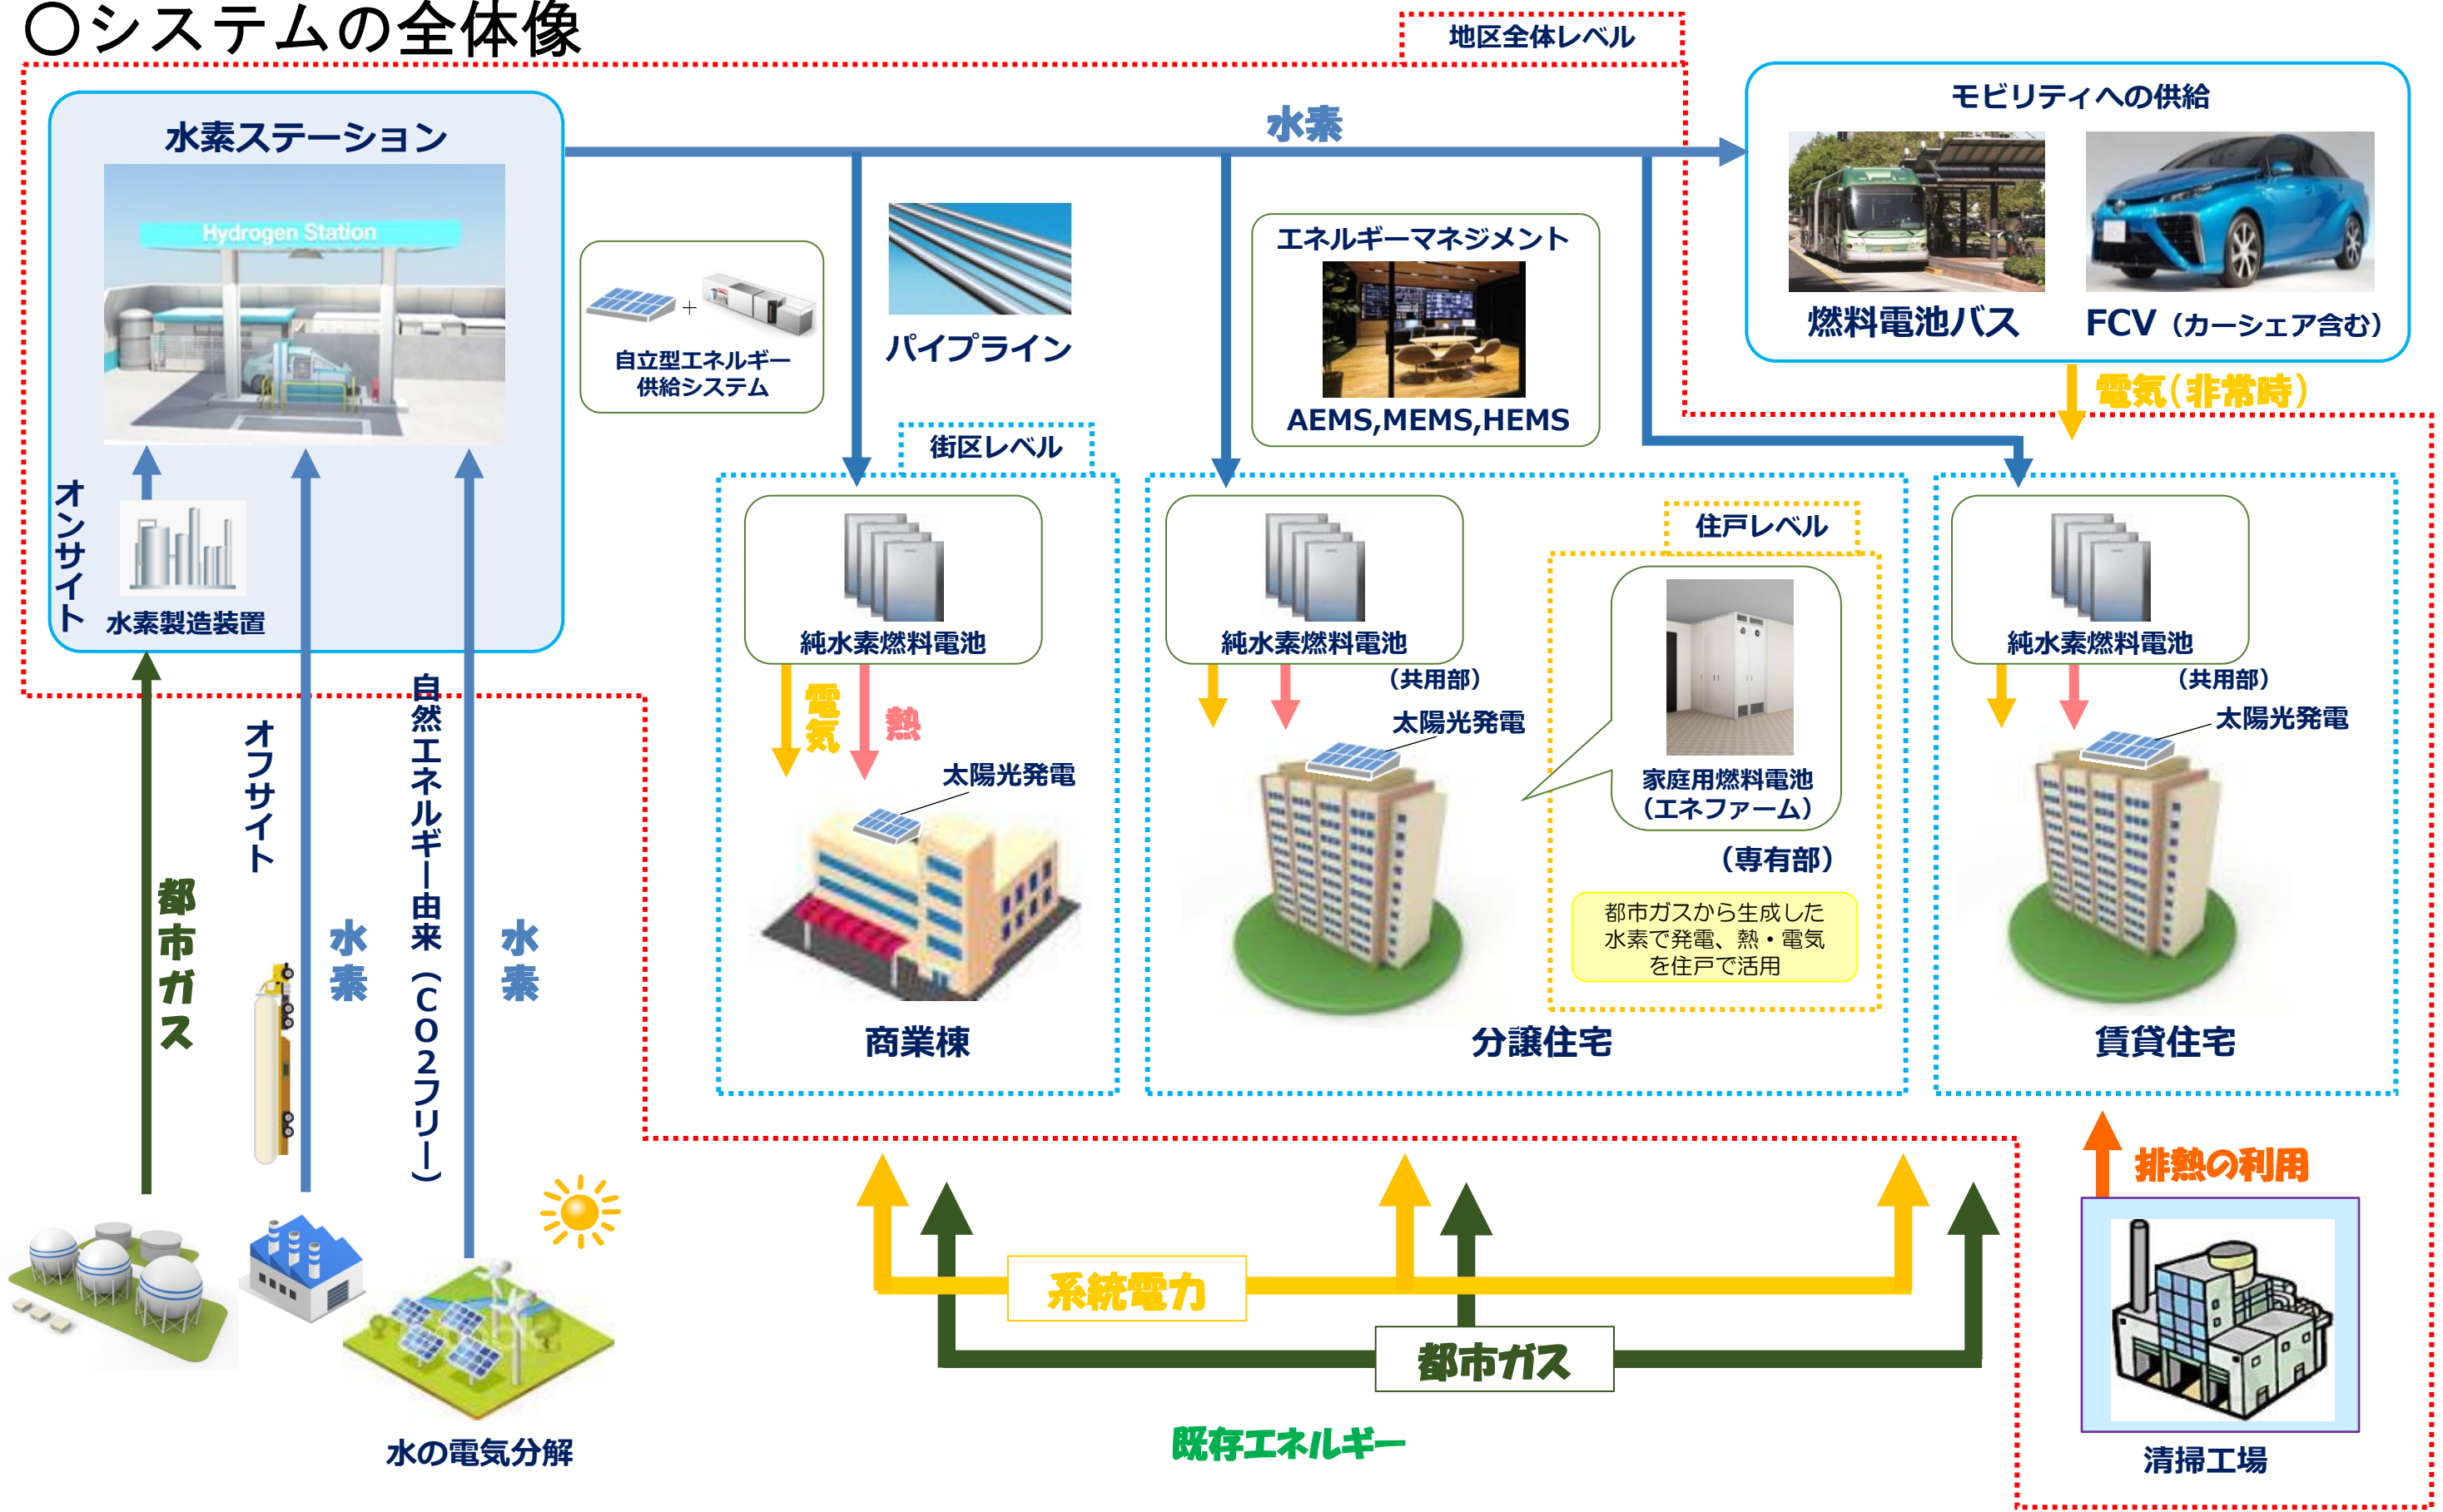 〇システムの全体像
地区全体レベル
水素ステーション
Hydrogen Station
オンサイト
水素製造装置
水素
モビリティへの供給
燃料電池バス
FCV（カーシェア含む）
電気（非常時）
自立型エネルギー
供給システム
+
パイプライン
エネルギーマネジメント
AEMS,MEMS,HEMS
街区レベル
純水素燃料電池
電気
熱
太陽光発電
商業棟
純水素燃料電池
（共用部）
太陽光発電
住戸レベル
家庭用燃料電池
（エネファーム）
（専有部）
都市ガスから生成した
水素で発電、熱・電気
を住戸で活用
分譲住宅
純水素燃料電池
（共用部）
太陽光発電
賃貸住宅
都市ガス
オフサイト
水素
自然エネルギー由来（CO2フリー）
水素
水の電気分解
系統電力
都市ガス
既存エネルギー
排熱の利用
清掃工場